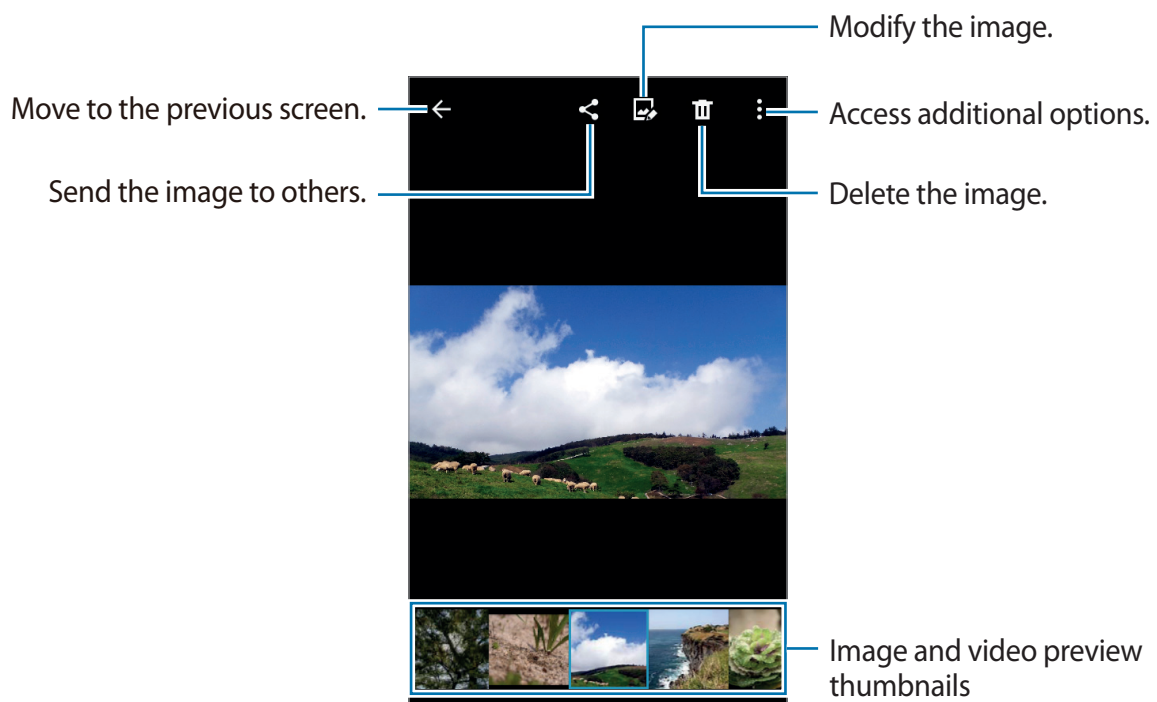 Modify the image.
Move to the previous screen.
Access additional options.
Send the image to others.
Delete the image.
Image and video preview
thumbnails